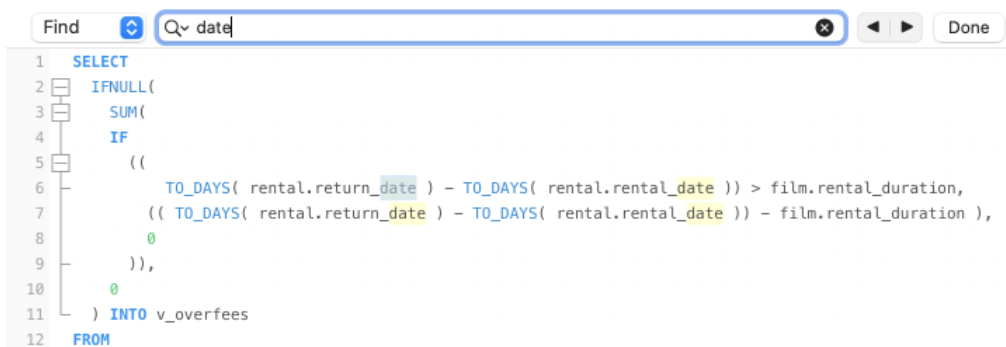 Find date Done
1 SELECT
2 IFNULL(
3 SUM(
4 IF
5 ((
6 TO_DAYS( rental.return_date ) - TO_DAYS( rental.rental_date )) > film.rental_duration,
7 (( TO_DAYS( rental.return_date ) - TO_DAYS( rental.rental_date )) - film.rental_duration ),
8 0
9 )),
10 0
11 ) INTO v_overfees
12 FROM